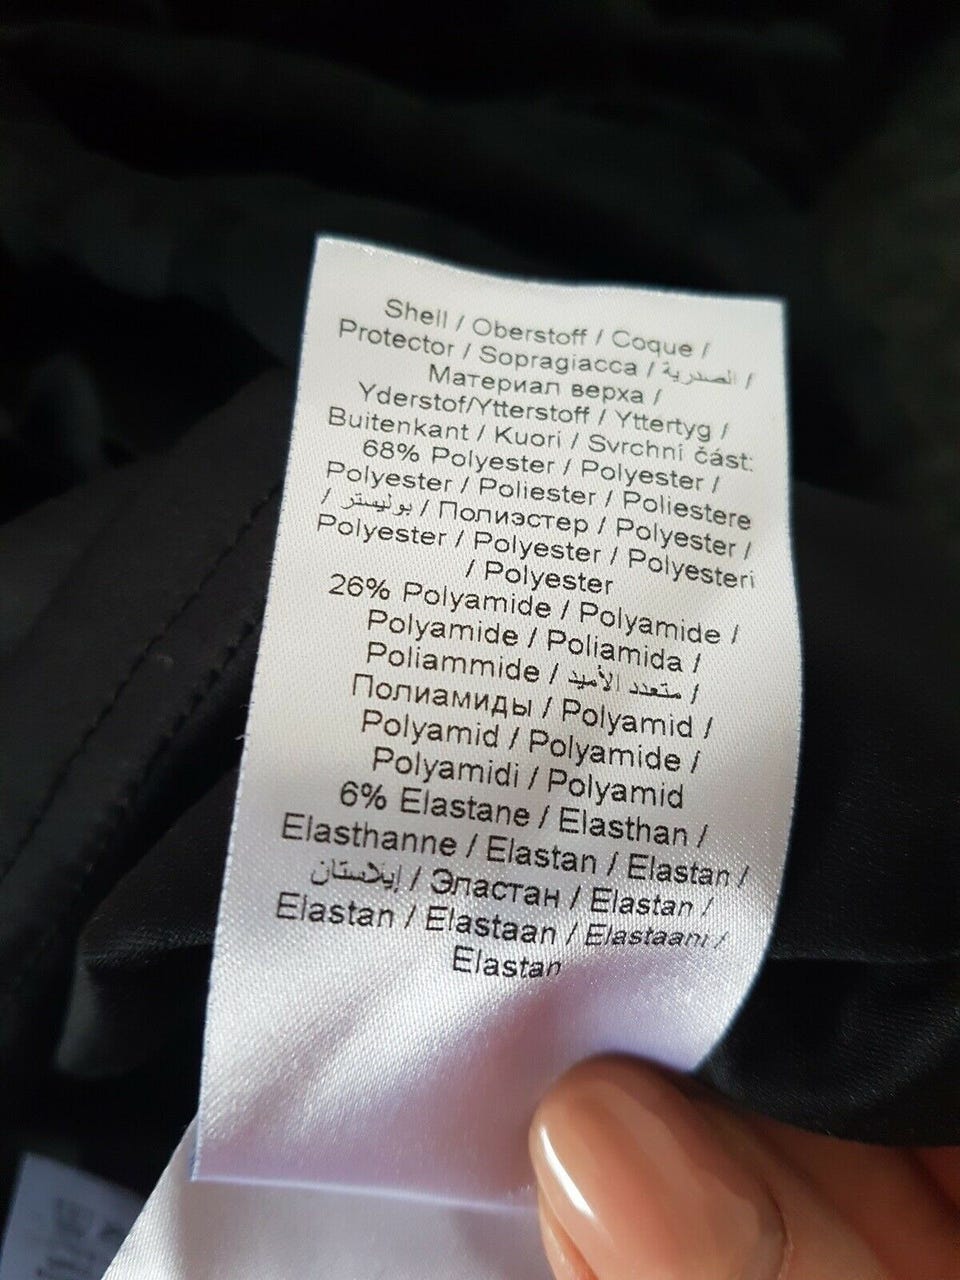 Shell / Oberstoff / Coque /
Protector / Sopragiacca / الصدرية /
Материал верха /
Yderstof/Ytterstoff / Yttertyg /
Buitenkant / Kuori / Svrchní část:
68% Polyester / Polyester /
Polyester / Poliester / Poliestere
/ بوليستر / Полиэстер / Polyester /
Polyester / Polyester / Polyesteri
/ Polyester
26% Polyamide / Polyamide /
Polyamide / Poliamida /
Poliammide / متعدد الأميد /
Полиамиды / Polyamid /
Polyamid / Polyamide /
Polyamidi / Polyamid
6% Elastane / Elasthan /
Elasthanne / Elastan / Elastan /
إيلاستان / Эластан / Elastan /
Elastan / Elastaan / Elastaani /
Elastan